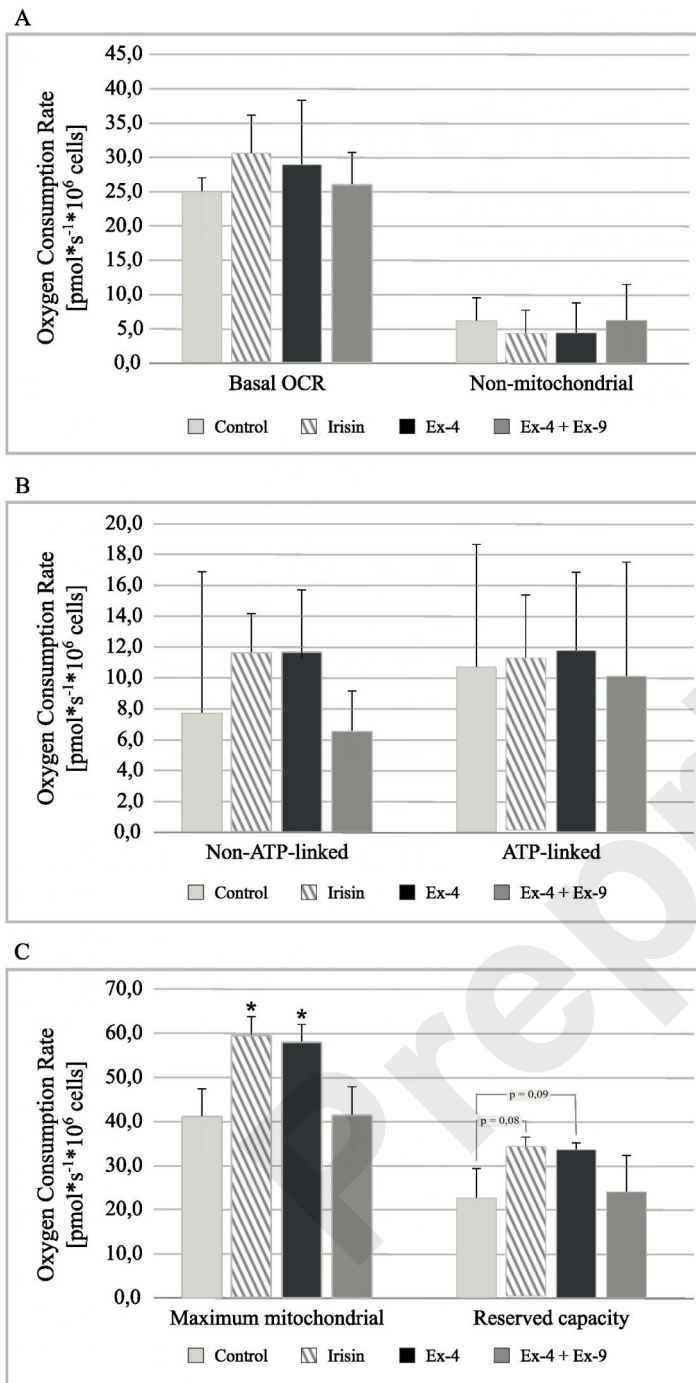 A
Oxygen Consumption Rate
[pmol*s⁻¹*10⁶ cells]
45,0
40,0
35,0
30,0
25,0
20,0
15,0
10,0
5,0
0,0
Basal OCR
Non-mitochondrial
Control
Irisin
Ex-4
Ex-4 + Ex-9
B
Oxygen Consumption Rate
[pmol*s⁻¹*10⁶ cells]
20,0
18,0
16,0
14,0
12,0
10,0
8,0
6,0
4,0
2,0
0,0
Non-ATP-linked
ATP-linked
Control
Irisin
Ex-4
Ex-4 + Ex-9
C
Oxygen Consumption Rate
[pmol*s⁻¹*10⁶ cells]
70,0
60,0
50,0
40,0
30,0
20,0
10,0
0,0
*
*
p = 0,09
p = 0,08
Maximum mitochondrial
Reserved capacity
Control
Irisin
Ex-4
Ex-4 + Ex-9
Prepr